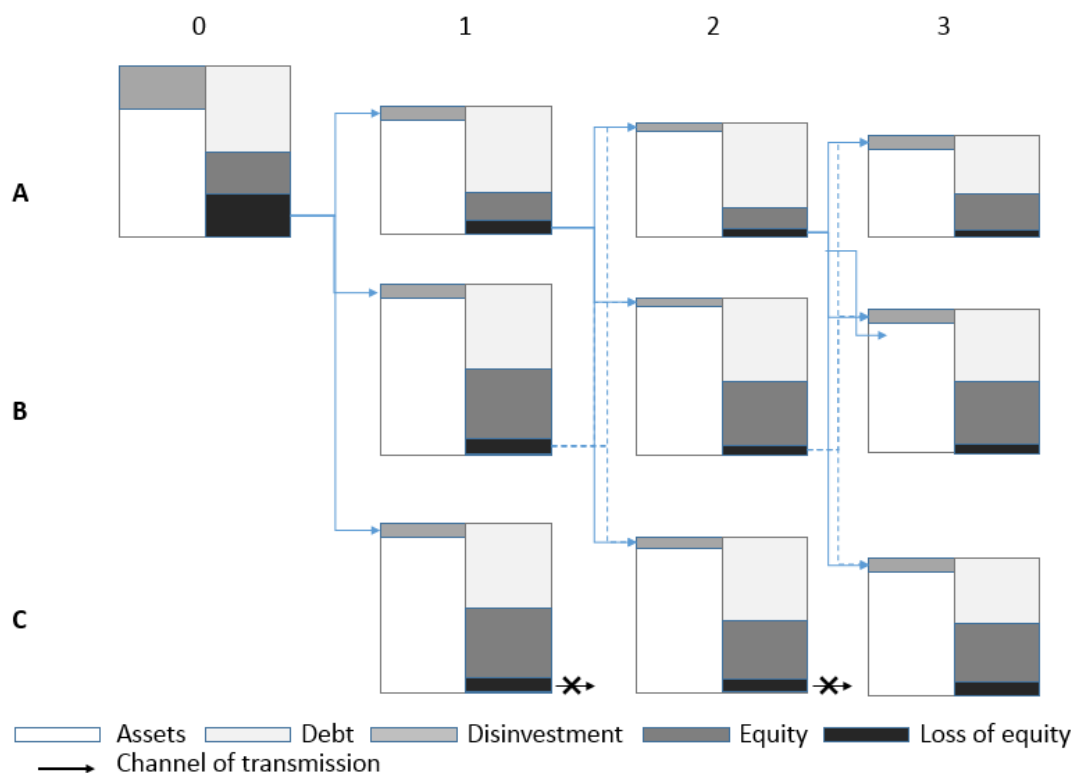 0 1 2 3
A
B
C
Assets Debt Disinvestment Equity Loss of equity
Channel of transmission